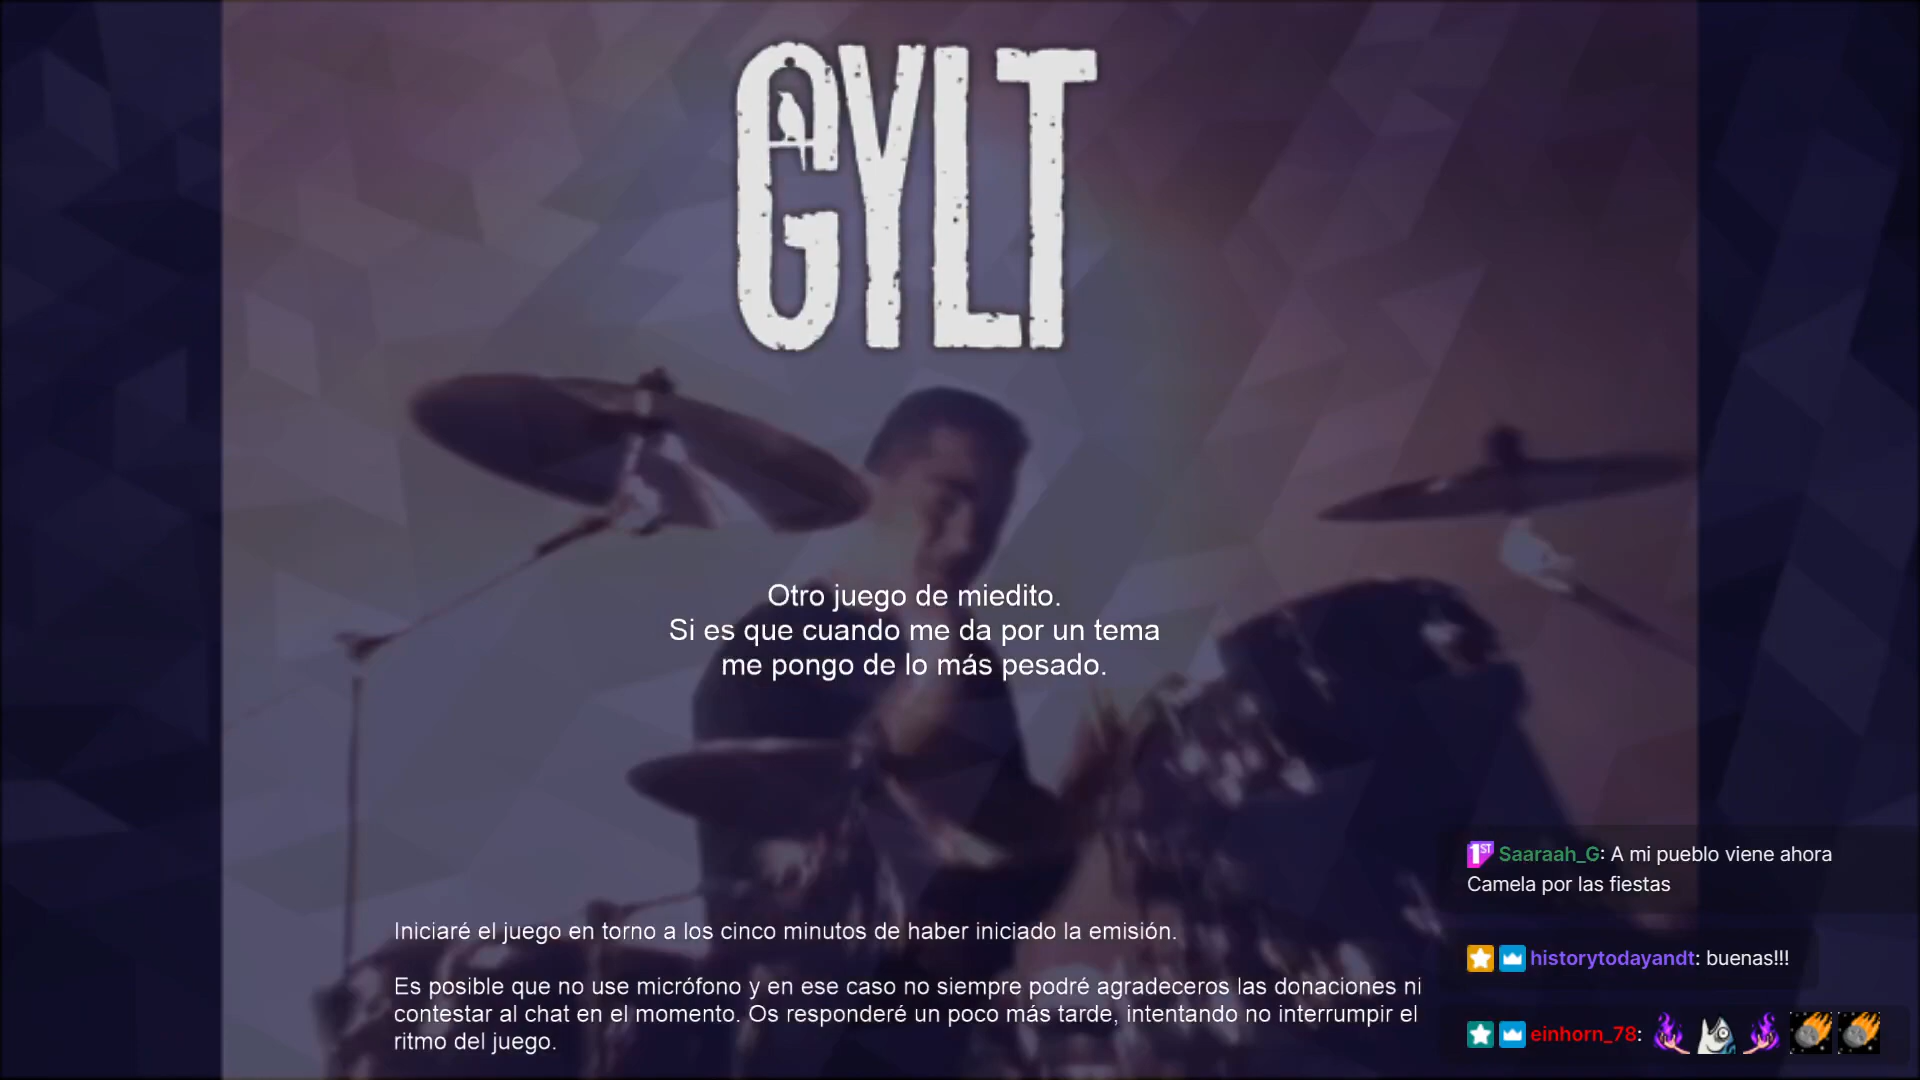 GYLT
Otro juego de miedito.
Si es que cuando me da por un tema
me pongo de lo más pesado.
Iniciaré el juego en torno a los cinco minutos de haber iniciado la emisión.
Es posible que no use micrófono y en ese caso no siempre podré agradeceros las donaciones ni
contestar al chat en el momento. Os responderé un poco más tarde, intentando no interrumpir el
ritmo del juego.
1ST Saaraah_G: A mi pueblo viene ahora
Camela por las fiestas
historytodayandt: buenas!!!
einhorn_78: